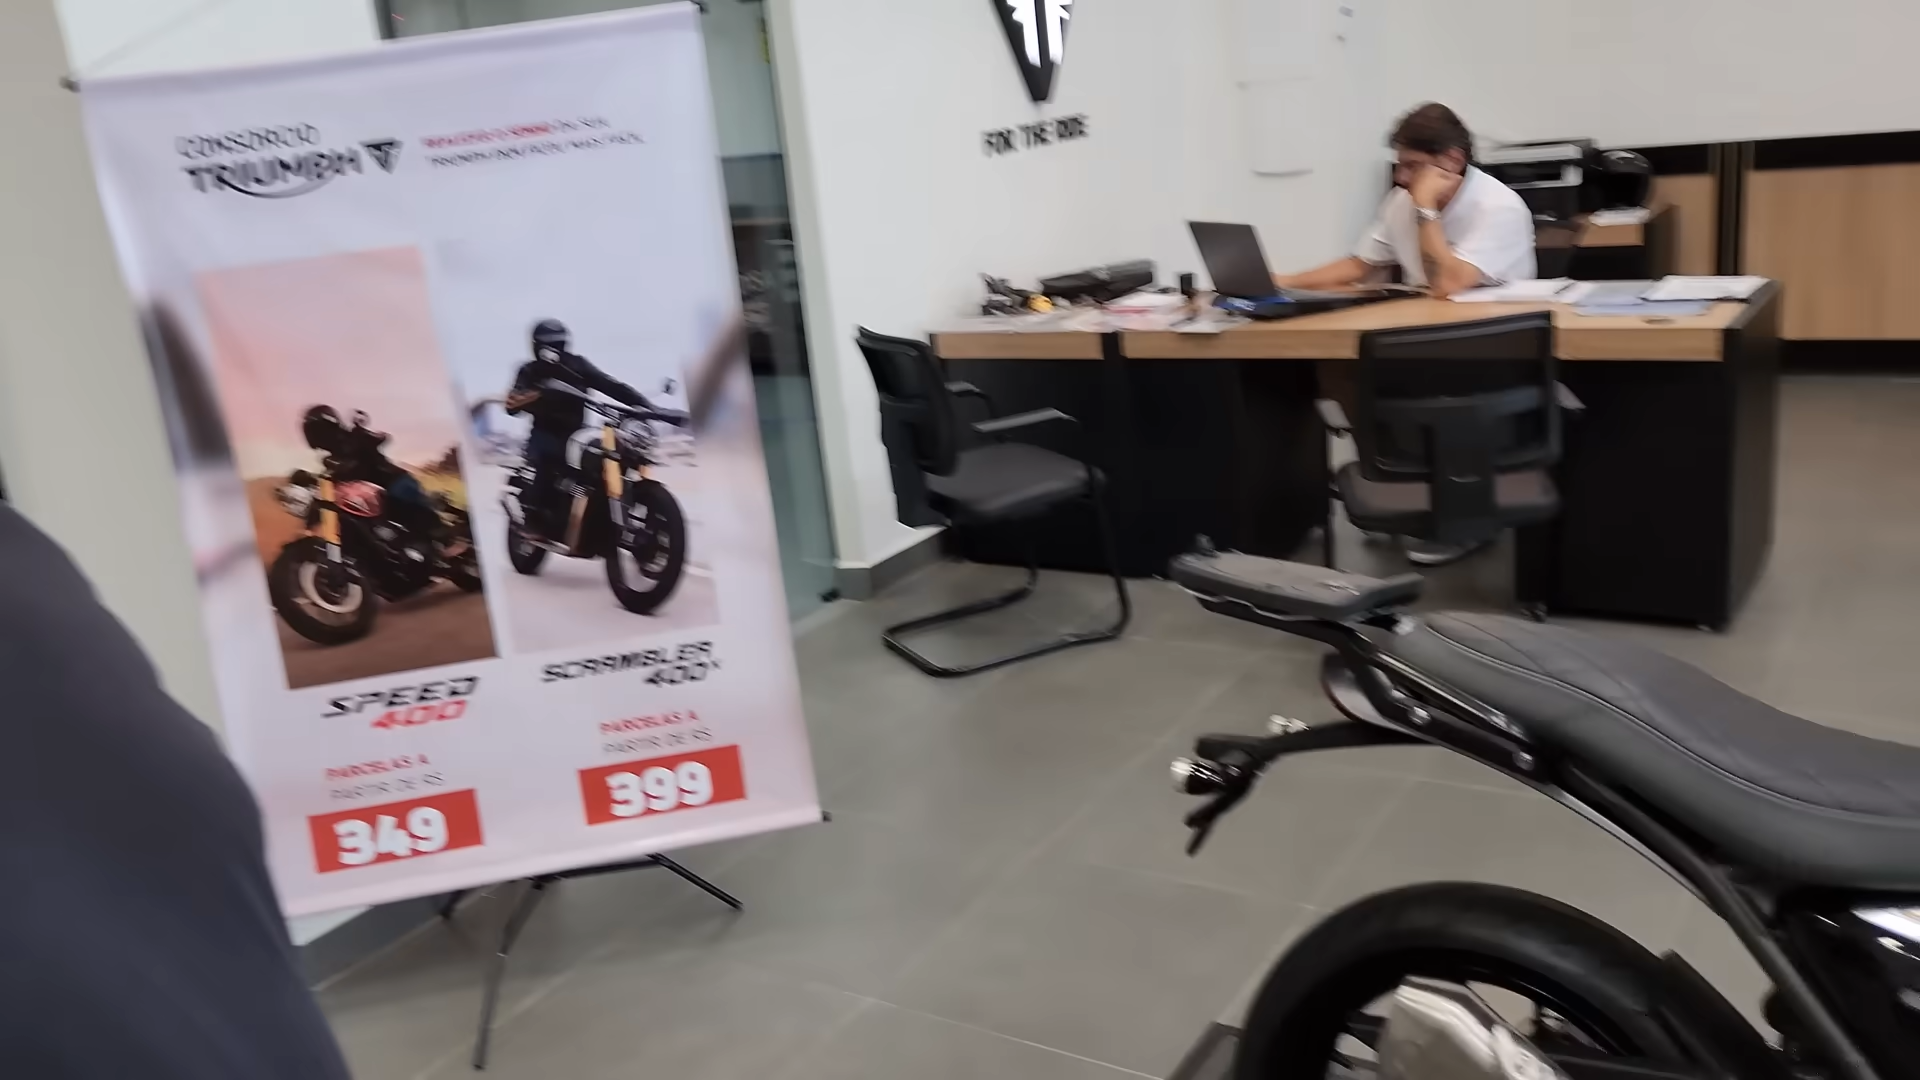 CONSÓRCIO
TRIUMPH
FOR THE RIDE
SPEED
400
SCRAMBLER
400 X
PARCELAS A
PARTIR DE R$
349
PARCELAS A
PARTIR DE R$
399